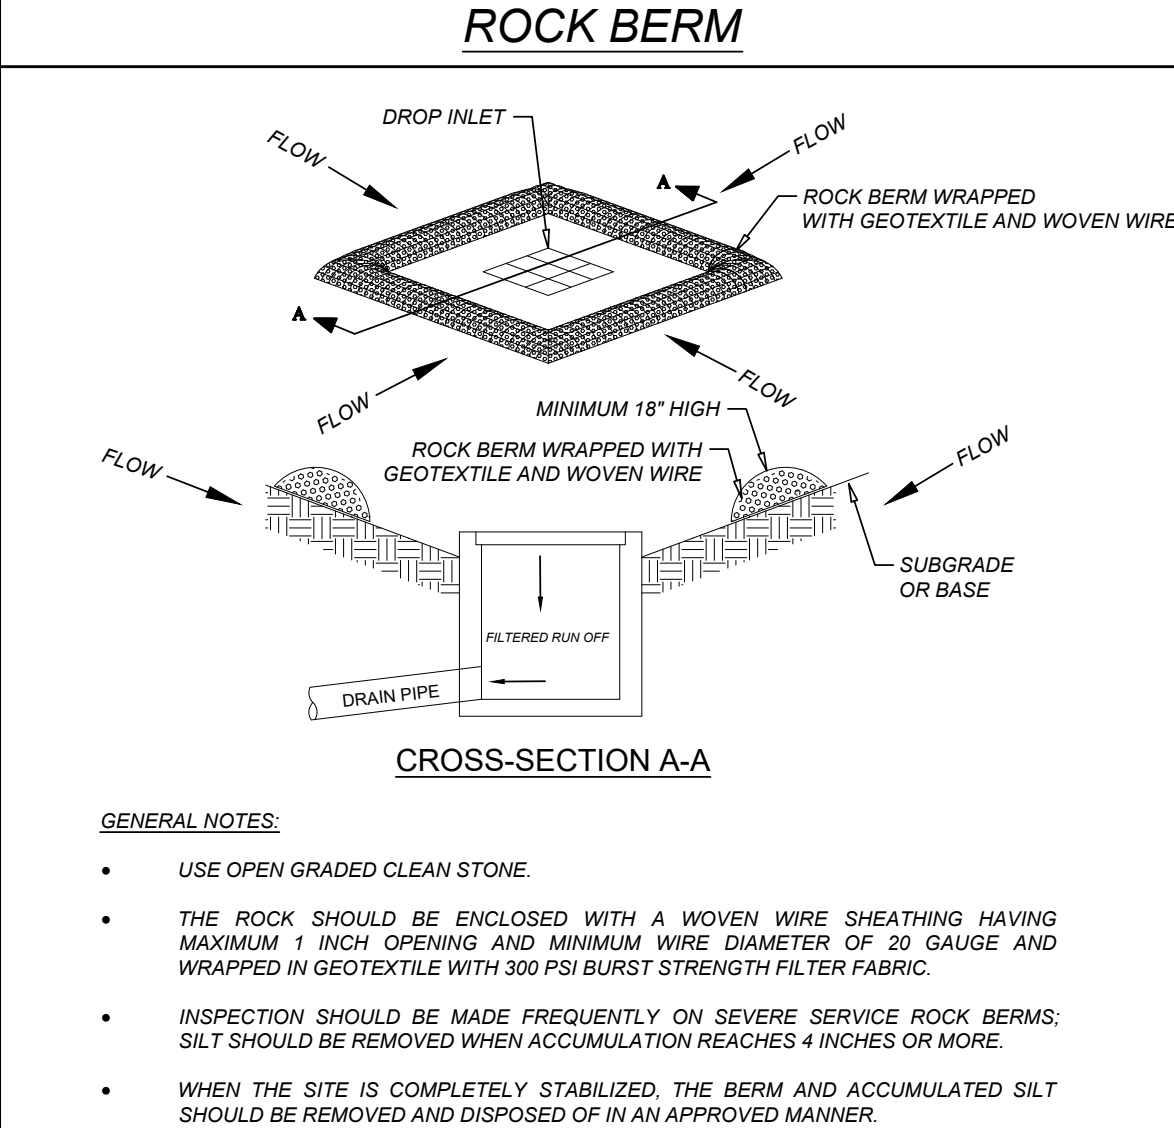 ROCK BERM
DROP INLET
FLOW
FLOW
A
ROCK BERM WRAPPED
WITH GEOTEXTILE AND WOVEN WIRE
A
FLOW
FLOW
MINIMUM 18" HIGH
FLOW
ROCK BERM WRAPPED WITH
GEOTEXTILE AND WOVEN WIRE
FLOW
SUBGRADE
OR BASE
FILTERED RUN OFF
DRAIN PIPE
CROSS-SECTION A-A
GENERAL NOTES:
• USE OPEN GRADED CLEAN STONE.
• THE ROCK SHOULD BE ENCLOSED WITH A WOVEN WIRE SHEATHING HAVING
MAXIMUM 1 INCH OPENING AND MINIMUM WIRE DIAMETER OF 20 GAUGE AND
WRAPPED IN GEOTEXTILE WITH 300 PSI BURST STRENGTH FILTER FABRIC.
• INSPECTION SHOULD BE MADE FREQUENTLY ON SEVERE SERVICE ROCK BERMS;
SILT SHOULD BE REMOVED WHEN ACCUMULATION REACHES 4 INCHES OR MORE.
• WHEN THE SITE IS COMPLETELY STABILIZED, THE BERM AND ACCUMULATED SILT
SHOULD BE REMOVED AND DISPOSED OF IN AN APPROVED MANNER.